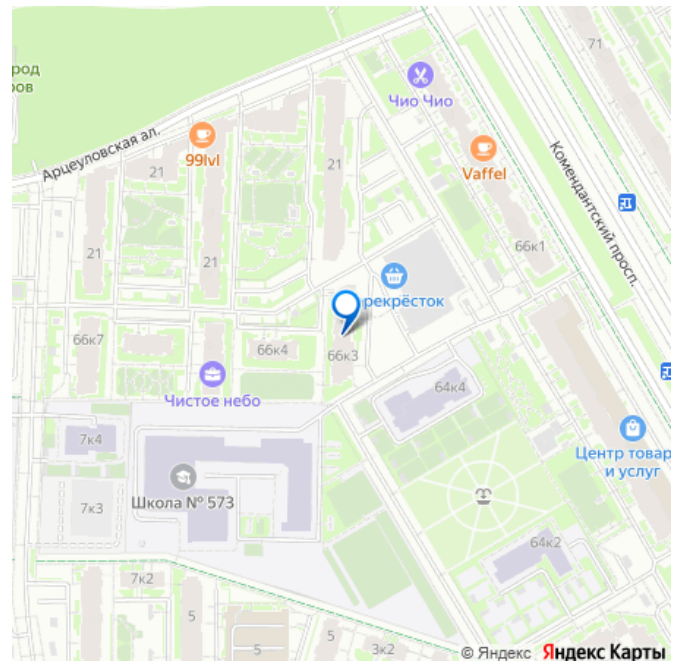 71
род
ров
Чио Чио
Арцеуловская ал.
99lvl
21
21
Vaffel
Комендантский просп.
21
21
66к1
рекрёсток
66к7
66к4
66к3
Чистое небо
64к4
7к4
Центр товар
и услуг
Школа № 573
7к3
64к2
7к2
5
5
5
3к2
© Яндекс Яндекс Карты